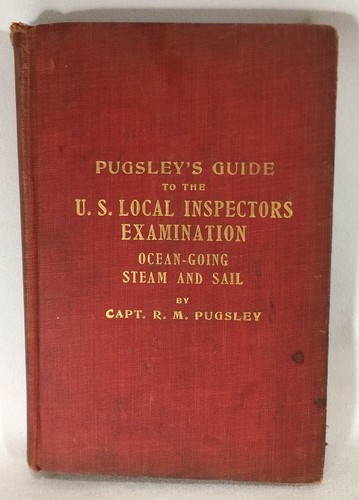 PUGSLEY'S GUIDE
TO THE
U. S. LOCAL INSPECTORS
EXAMINATION
OCEAN-GOING
STEAM AND SAIL
BY
CAPT. R. M. PUGSLEY